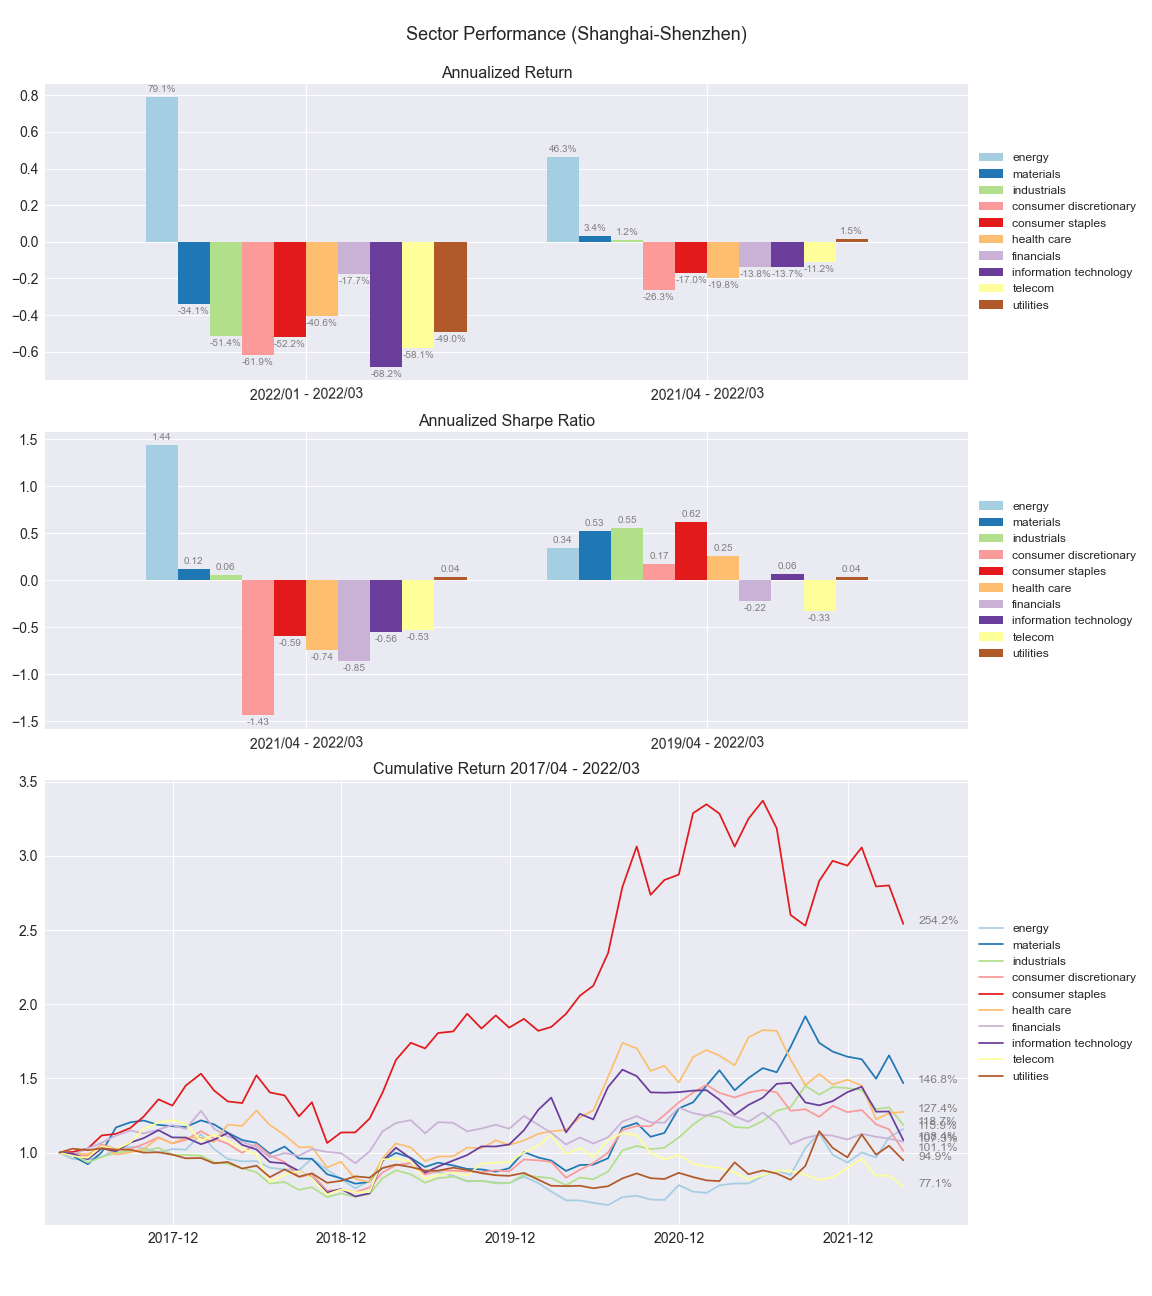 Sector Performance (Shanghai-Shenzhen)
Annualized Return
0.8
0.6
0.4
0.2
0.0
−0.2
−0.4
−0.6
79.1%
-34.1%
-51.4%
-61.9%
-52.2%
-40.6%
-17.7%
-68.2%
-58.1%
-49.0%
46.3%
3.4%
1.2%
-26.3%
-17.0%
-19.8%
-13.8%
-13.7%
-11.2%
1.5%
2022/01 - 2022/03
2021/04 - 2022/03
energy
materials
industrials
consumer discretionary
consumer staples
health care
financials
information technology
telecom
utilities
Annualized Sharpe Ratio
1.5
1.0
0.5
0.0
−0.5
−1.0
−1.5
1.44
0.12
0.06
-1.43
-0.59
-0.74
-0.85
-0.56
-0.53
0.04
0.34
0.53
0.55
0.17
0.62
0.25
-0.22
0.06
-0.33
0.04
2021/04 - 2022/03
2019/04 - 2022/03
energy
materials
industrials
consumer discretionary
consumer staples
health care
financials
information technology
telecom
utilities
Cumulative Return 2017/04 - 2022/03
3.5
3.0
2.5
2.0
1.5
1.0
254.2%
146.8%
127.4%
118.7%
101.1%
94.9%
77.1%
2017-12
2018-12
2019-12
2020-12
2021-12
energy
materials
industrials
consumer discretionary
consumer staples
health care
financials
information technology
telecom
utilities